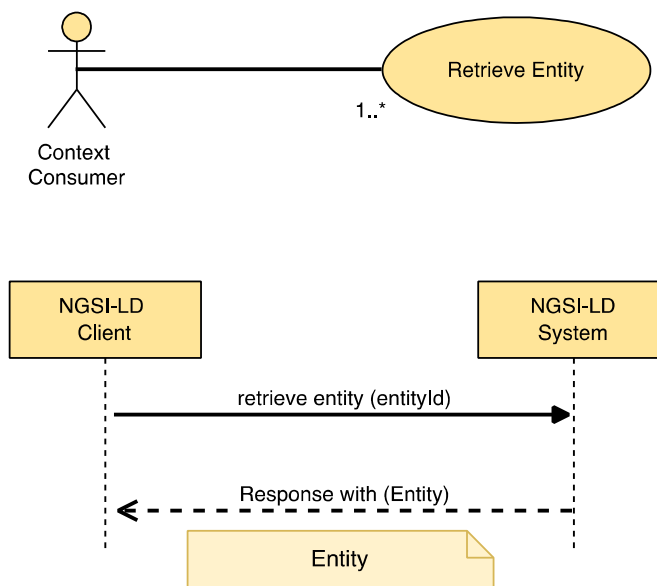 Retrieve Entity
1..*
Context
Consumer
NGSI-LD
Client
NGSI-LD
System
retrieve entity (entityId)
Response with (Entity)
Entity